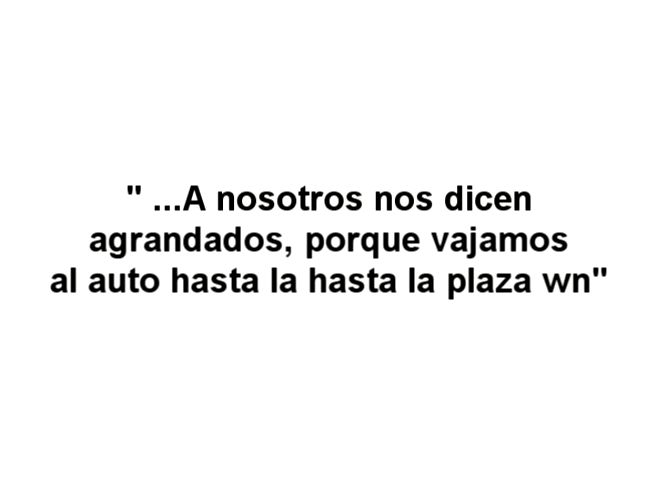 " ...A nosotros nos dicen
agrandados, porque vajamos
al auto hasta la hasta la plaza wn"